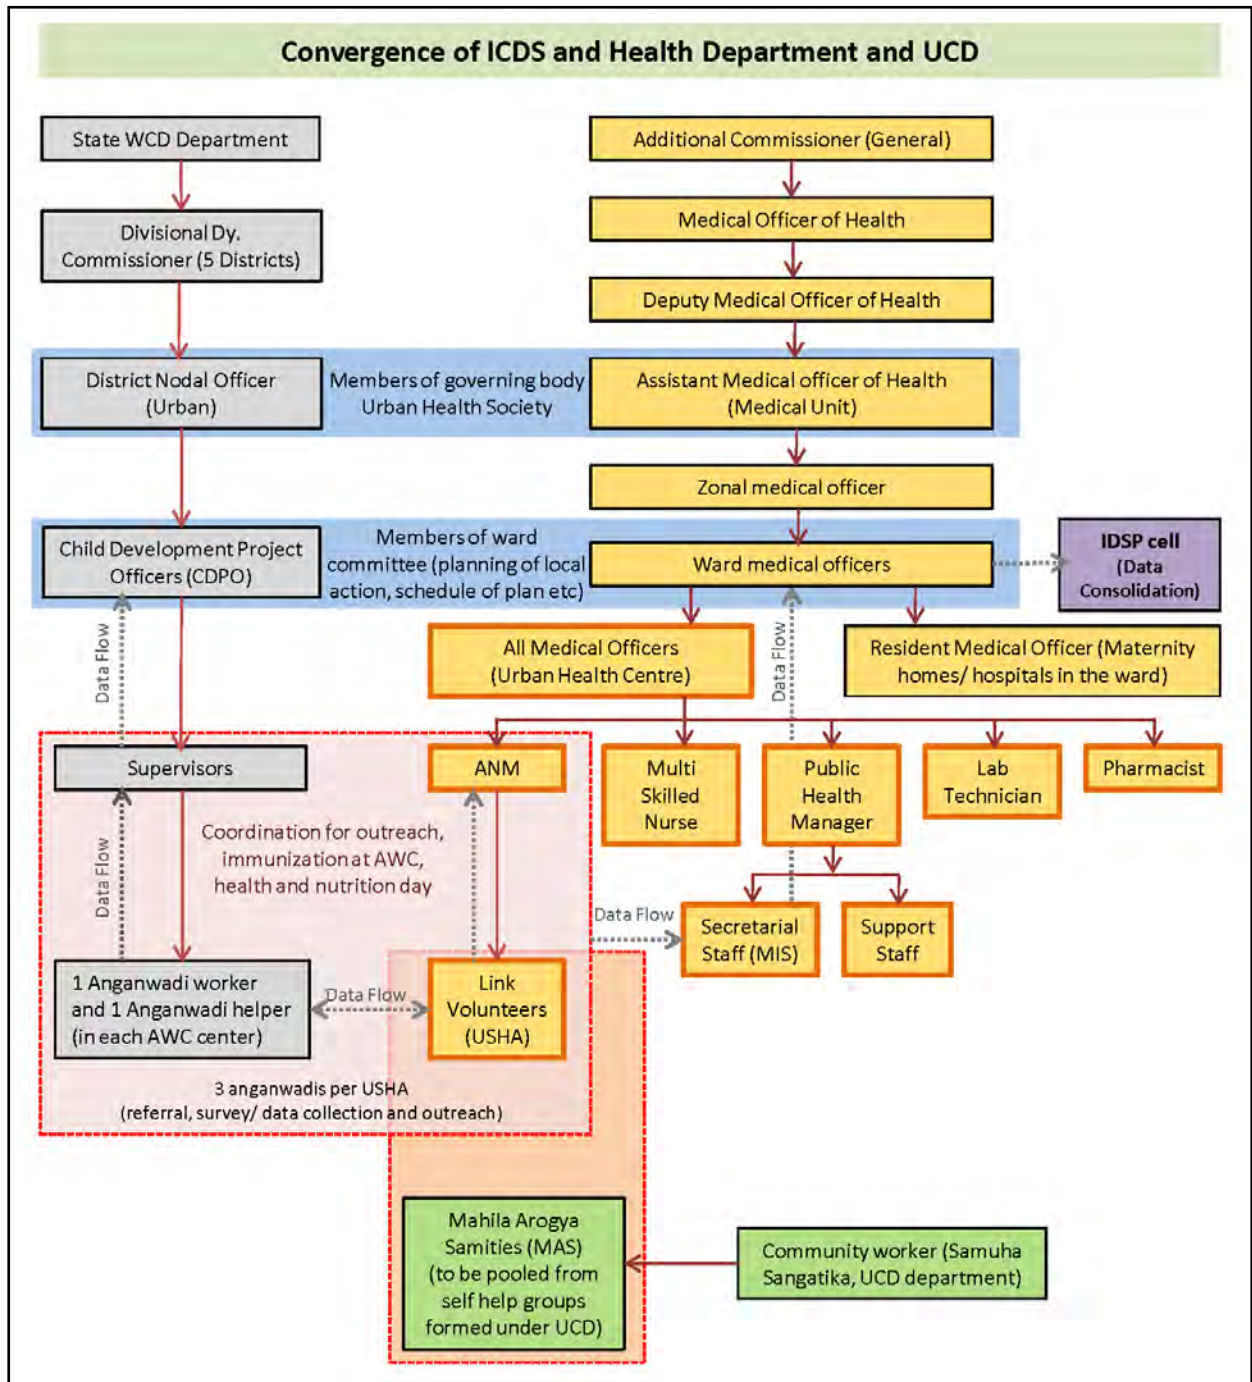 Convergence of ICDS and Health Department and UCD
State WCD Department
Additional Commissioner (General)
Divisional Dy.
Commissioner (5 Districts)
Medical Officer of Health
Deputy Medical Officer of Health
District Nodal Officer
(Urban)
Members of governing body
Urban Health Society
Assistant Medical officer of Health
(Medical Unit)
Zonal medical officer
Child Development Project
Officers (CDPO)
Members of ward
committee (planning of local
action, schedule of plan etc)
Ward medical officers
IDSP cell
(Data
Consolidation)
Data Flow
All Medical Officers
(Urban Health Centre)
Data Flow
Resident Medical Officer (Maternity
homes/ hospitals in the ward)
Supervisors
ANM
Multi
Skilled
Nurse
Public
Health
Manager
Lab
Technician
Pharmacist
Data Flow
Coordination for outreach,
immunization at AWC,
health and nutrition day
Data Flow
Secretarial
Staff (MIS)
Support
Staff
1 Anganwadi worker
and 1 Anganwadi helper
(in each AWC center)
Data Flow
Link
Volunteers
(USHA)
3 anganwadis per USHA
(referral, survey/ data collection and outreach)
Mahila Arogya
Samities (MAS)
(to be pooled from
self help groups
formed under UCD)
Community worker (Samuha
Sangatika, UCD department)